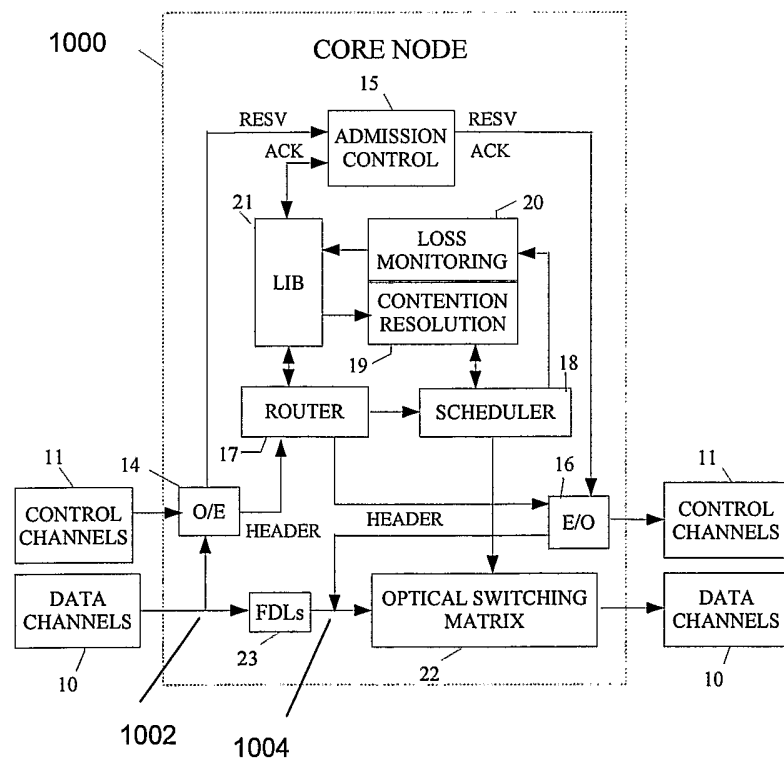 1000
CORE NODE
15
RESV
ADMISSION
CONTROL
RESV
ACK
ACK
21
20
LIB
LOSS
MONITORING
CONTENTION
RESOLUTION
19
18
ROUTER
SCHEDULER
17
11
14
16
11
CONTROL
CHANNELS
O/E
HEADER
HEADER
E/O
CONTROL
CHANNELS
DATA
CHANNELS
FDLs
OPTICAL SWITCHING
MATRIX
DATA
CHANNELS
10
23
22
10
1002
1004